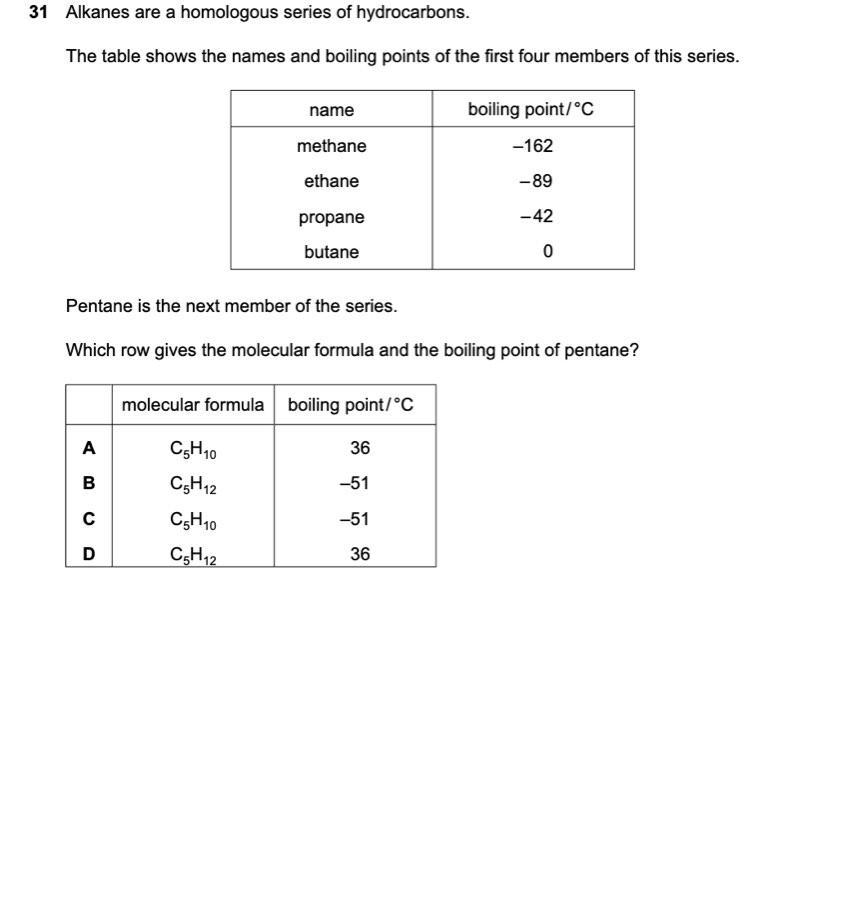 31 Alkanes are a homologous series of hydrocarbons.
The table shows the names and boiling points of the first four members of this series.
name boiling point/°C
methane –162
ethane –89
propane –42
butane 0
Pentane is the next member of the series.
Which row gives the molecular formula and the boiling point of pentane?
molecular formula boiling point/°C
A C₅H₁₀ 36
B C₅H₁₂ –51
C C₅H₁₀ –51
D C₅H₁₂ 36